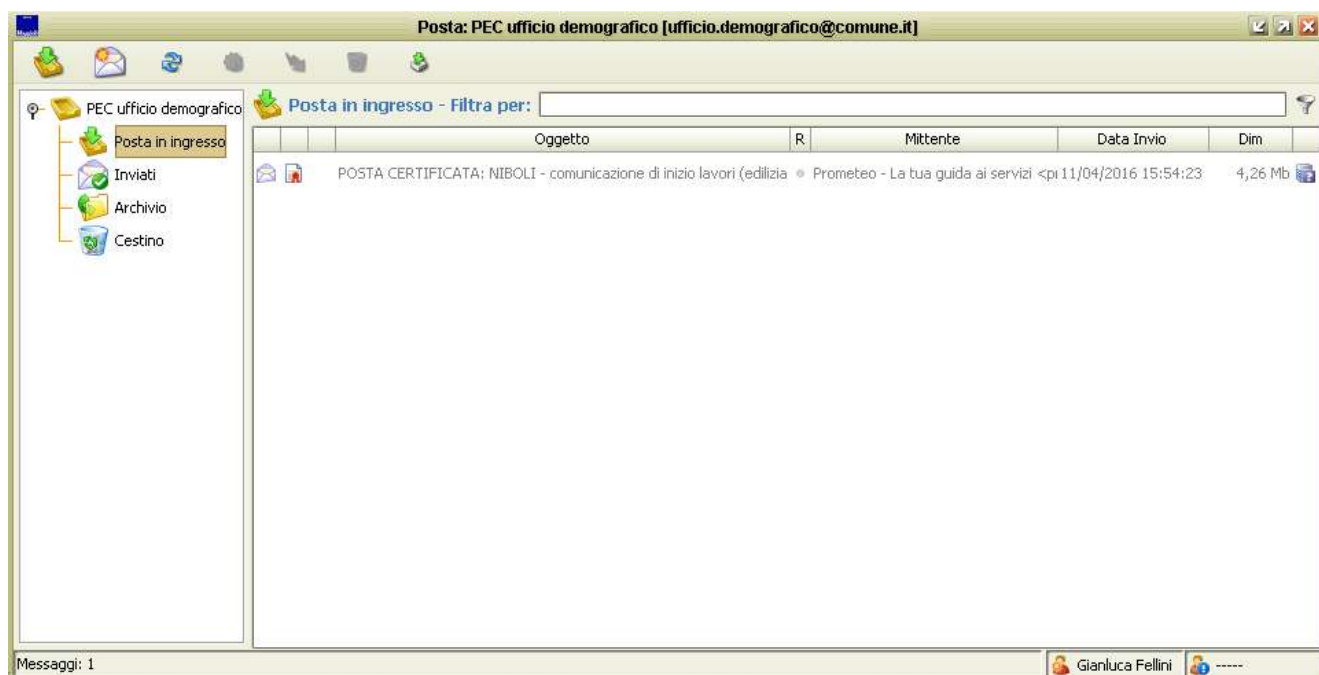 Posta: PEC ufficio demografico [ufficio.demografico@comune.it]
PEC ufficio demografico
Posta in ingresso
Inviati
Archivio
Cestino
Posta in ingresso - Filtra per:
Oggetto R Mittente Data Invio Dim
POSTA CERTIFICATA: NIBOLI - comunicazione di inizio lavori (edilizia Prometeo - La tua guida ai servizi <pr 11/04/2016 15:54:23 4,26 Mb
Messaggi: 1
Gianluca Fellini
-----